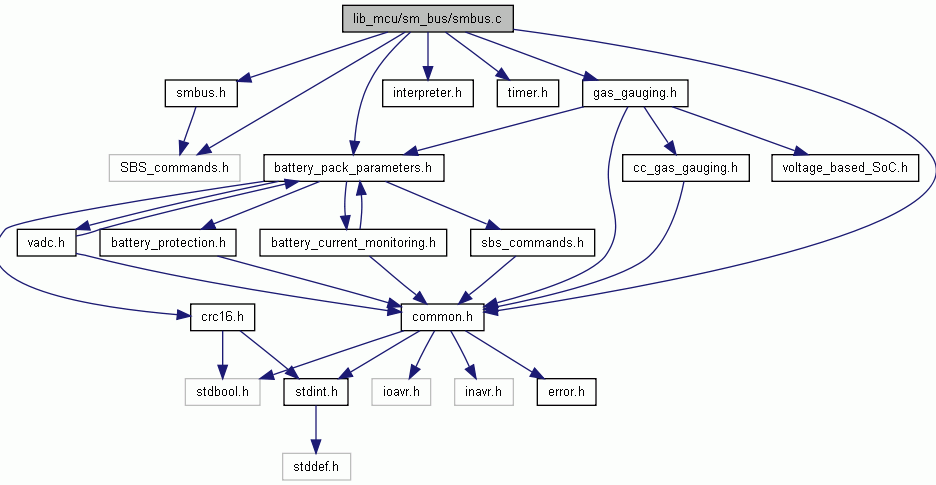 lib_mcu/sm_bus/smbus.c
smbus.h
interpreter.h
timer.h
gas_gauging.h
SBS_commands.h
battery_pack_parameters.h
cc_gas_gauging.h
voltage_based_SoC.h
vadc.h
battery_protection.h
battery_current_monitoring.h
sbs_commands.h
crc16.h
common.h
stdbool.h
stdint.h
ioavr.h
inavr.h
error.h
stddef.h